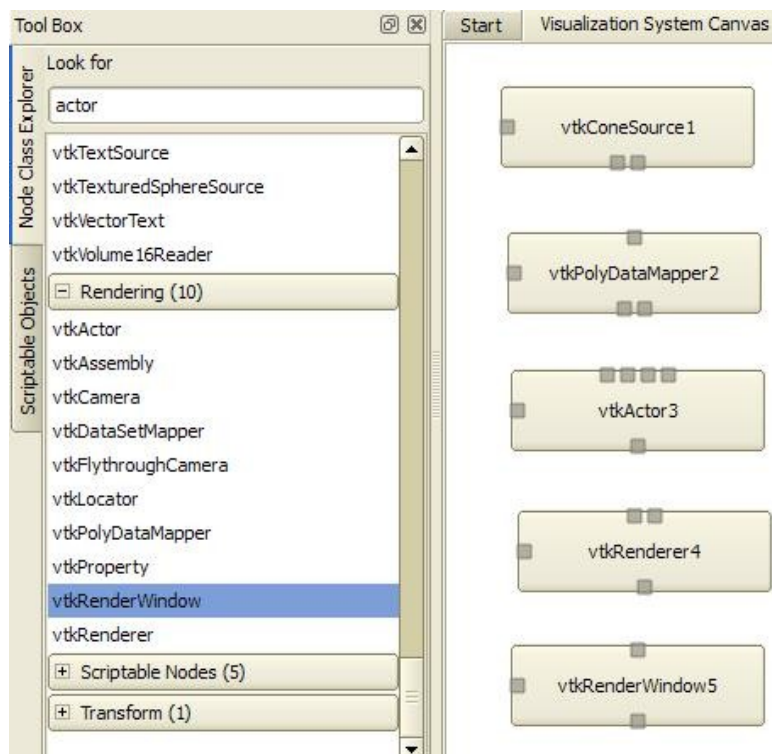 Tool Box
Start
Visualization System Canvas
Node Class Explorer
Scriptable Objects
Look for
actor
vtkTextSource
vtkTexturedSphereSource
vtkVectorText
vtkVolume16Reader
Rendering (10)
vtkActor
vtkAssembly
vtkCamera
vtkDataSetMapper
vtkFlythroughCamera
vtkLocator
vtkPolyDataMapper
vtkProperty
vtkRenderWindow
vtkRenderer
Scriptable Nodes (5)
Transform (1)
vtkConeSource1
vtkPolyDataMapper2
vtkActor3
vtkRenderer4
vtkRenderWindow5